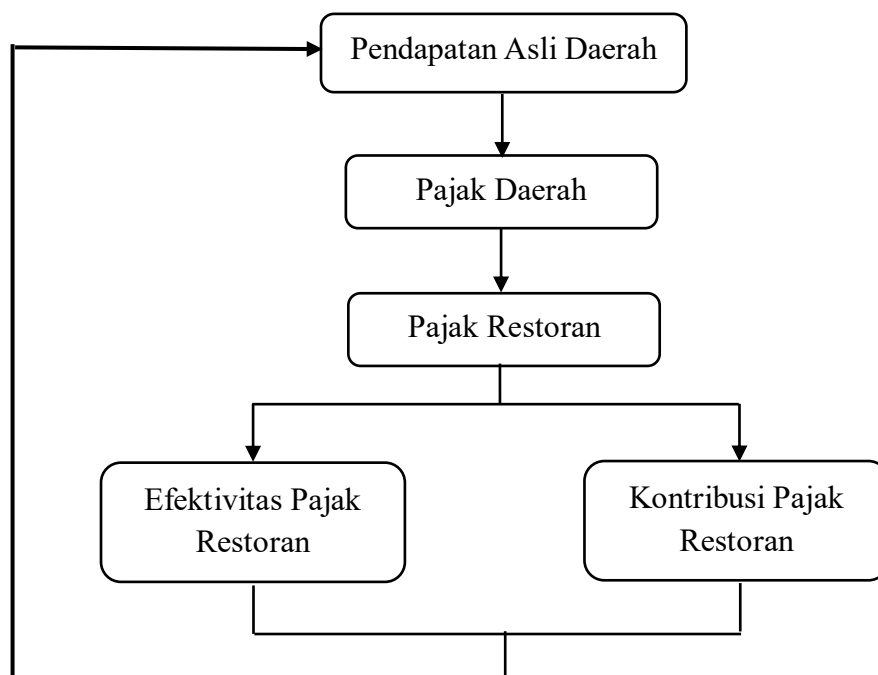 Pendapatan Asli Daerah
Pajak Daerah
Pajak Restoran
Efektivitas Pajak
Restoran
Kontribusi Pajak
Restoran